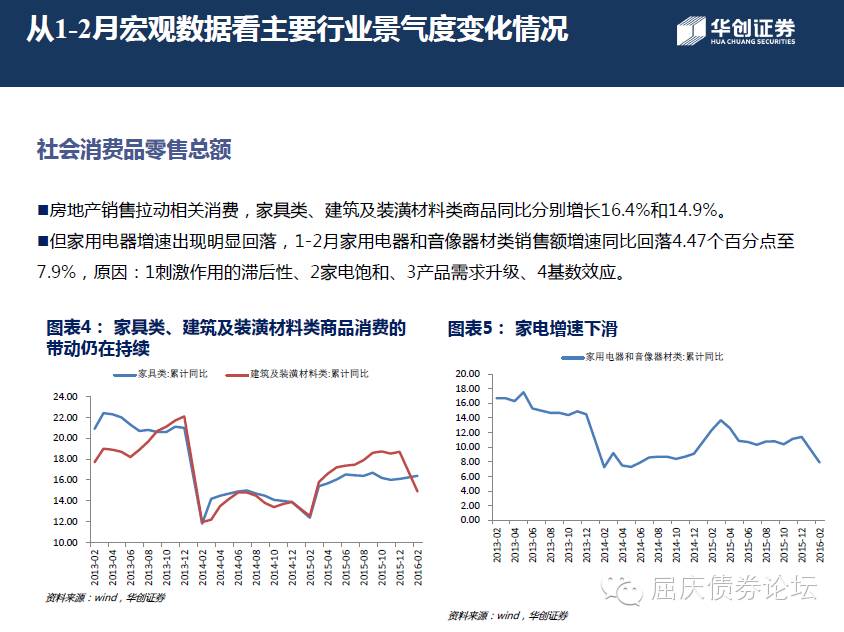 从1-2月宏观数据看主要行业景气度变化情况
华创证券
HUA CHUANG SECURITIES
社会消费品零售总额
■房地产销售拉动相关消费，家具类、建筑及装潢材料类商品同比分别增长16.4%和14.9%。
■但家用电器增速出现明显回落，1-2月家用电器和音像器材类销售额增速同比回落4.47个百分点至
7.9%，原因：1刺激作用的滞后性、2家电饱和、3产品需求升级、4基数效应。
图表4： 家具类、建筑及装潢材料类商品消费的
带动仍在持续
家具类:累计同比 建筑及装潢材料类:累计同比
24.00
22.00
20.00
18.00
16.00
14.00
12.00
10.00
2013-02 2013-04 2013-06 2013-08 2013-10 2013-12 2014-02 2014-04 2014-06 2014-08 2014-10 2014-12 2015-02 2015-04 2015-06 2015-08 2015-10 2015-12 2016-02
资料来源：wind，华创证券
图表5： 家电增速下滑
家用电器和音像器材类:累计同比
20.00
18.00
16.00
14.00
12.00
10.00
8.00
6.00
4.00
2.00
0.00
2013-02 2013-04 2013-06 2013-08 2013-10 2013-12 2014-02 2014-04 2014-06 2014-08 2014-10 2014-12 2015-02 2015-04 2015-06 2015-08 2015-10 2015-12 2016-02
屈庆债券论坛
资料来源：wind，华创证券